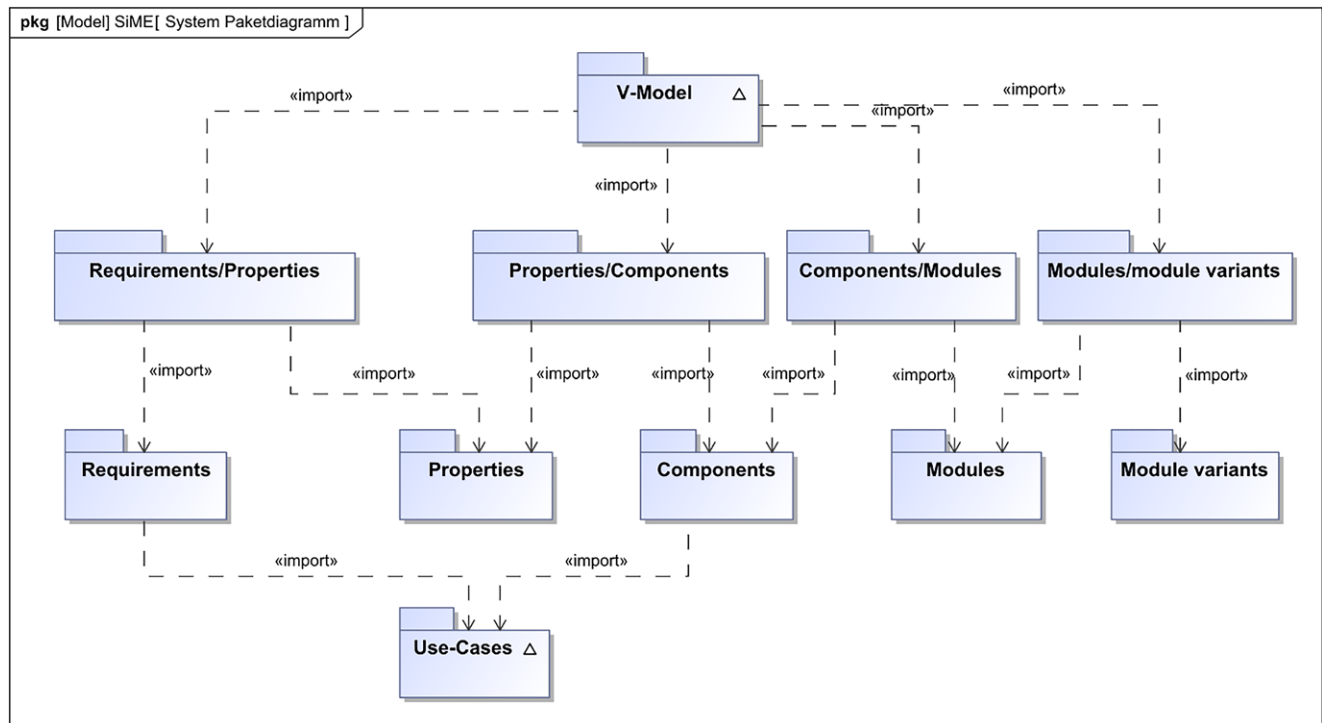 pkg [Model] SiME[ System Paketdiagramm ]
V-Model
«import»
«import»
«import»
«import»
Requirements/Properties
Properties/Components
Components/Modules
Modules/module variants
«import»
«import»
«import»
«import»
«import»
«import»
«import»
«import»
Requirements
Properties
Components
Modules
Module variants
«import»
«import»
Use-Cases